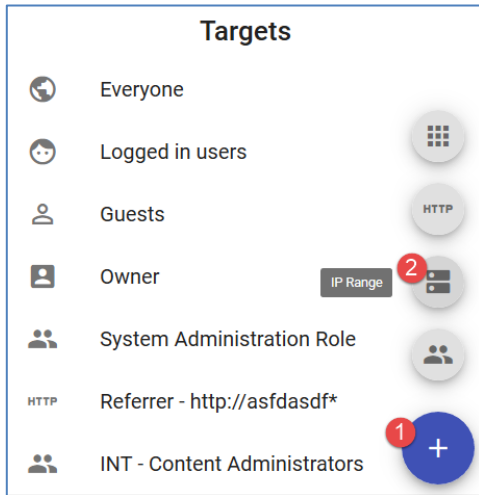 Targets
Everyone
Logged in users
Guests
HTTP
Owner
IP Range
2
System Administration Role
HTTP
Referrer - http://asfdasdf*
1
+
INT - Content Administrators